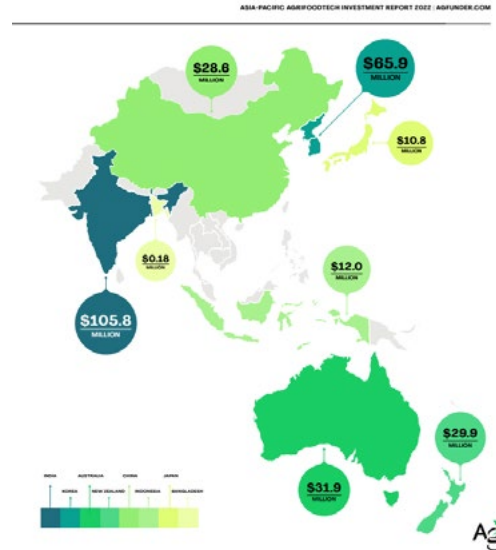 ASIA-PACIFIC AGRIFOODTECH INVESTMENT REPORT 2022 | AGFUNDER.COM
$28.6
MILLION
$65.9
MILLION
$10.8
MILLION
$0.18
MILLION
$12.0
MILLION
$105.8
MILLION
$29.9
MILLION
$31.9
MILLION
INDIA
AUSTRALIA
CHINA
JAPAN
KOREA
NEW ZEALAND
INDONESIA
BANGLADESH
Ag